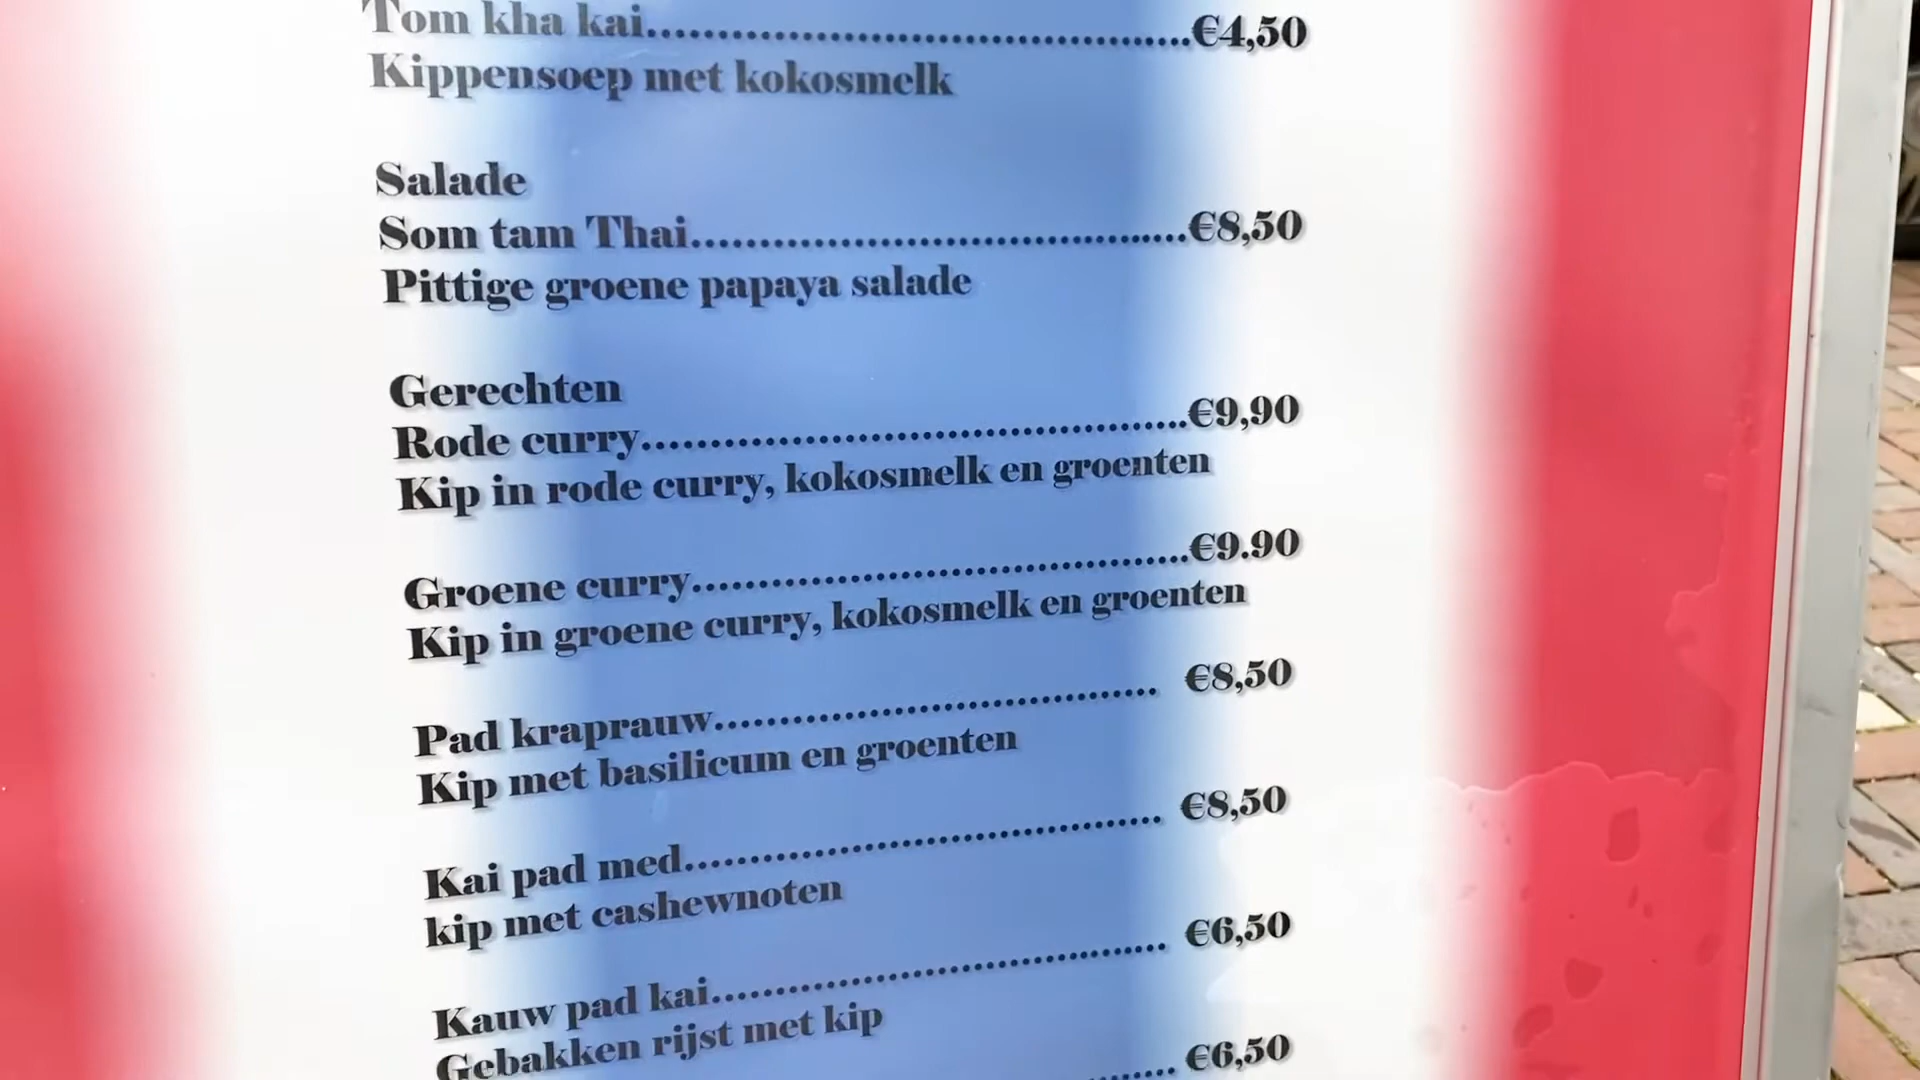 Tom kha kai........................................€4,50
Kippensoep met kokosmelk
Salade
Som tam Thai........................................€8,50
Pittige groene papaya salade
Gerechten
Rode curry........................................€9,90
Kip in rode curry, kokosmelk en groenten
Groene curry........................................€9.90
Kip in groene curry, kokosmelk en groenten
Pad kraprauw........................................ €8,50
Kip met basilicum en groenten
Kai pad med........................................ €8,50
kip met cashewnoten
Kauw pad kai........................................ €6,50
Gebakken rijst met kip
€6,50